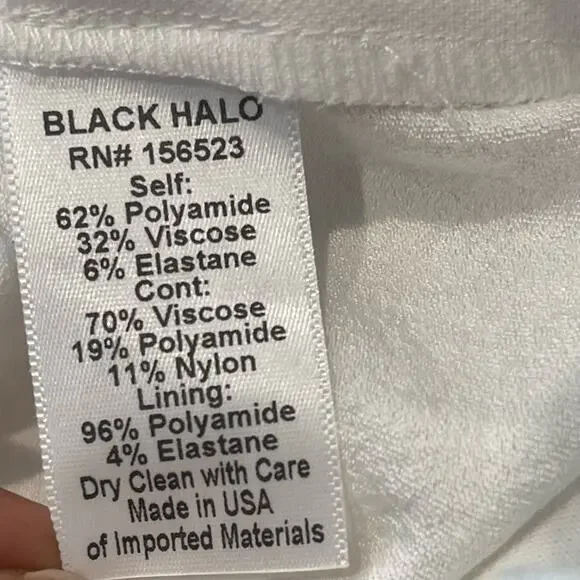 BLACK HALO
RN# 156523
Self:
62% Polyamide
32% Viscose
6% Elastane
Cont:
70% Viscose
19% Polyamide
11% Nylon
Lining:
96% Polyamide
4% Elastane
Dry Clean with Care
Made in USA
of Imported Materials